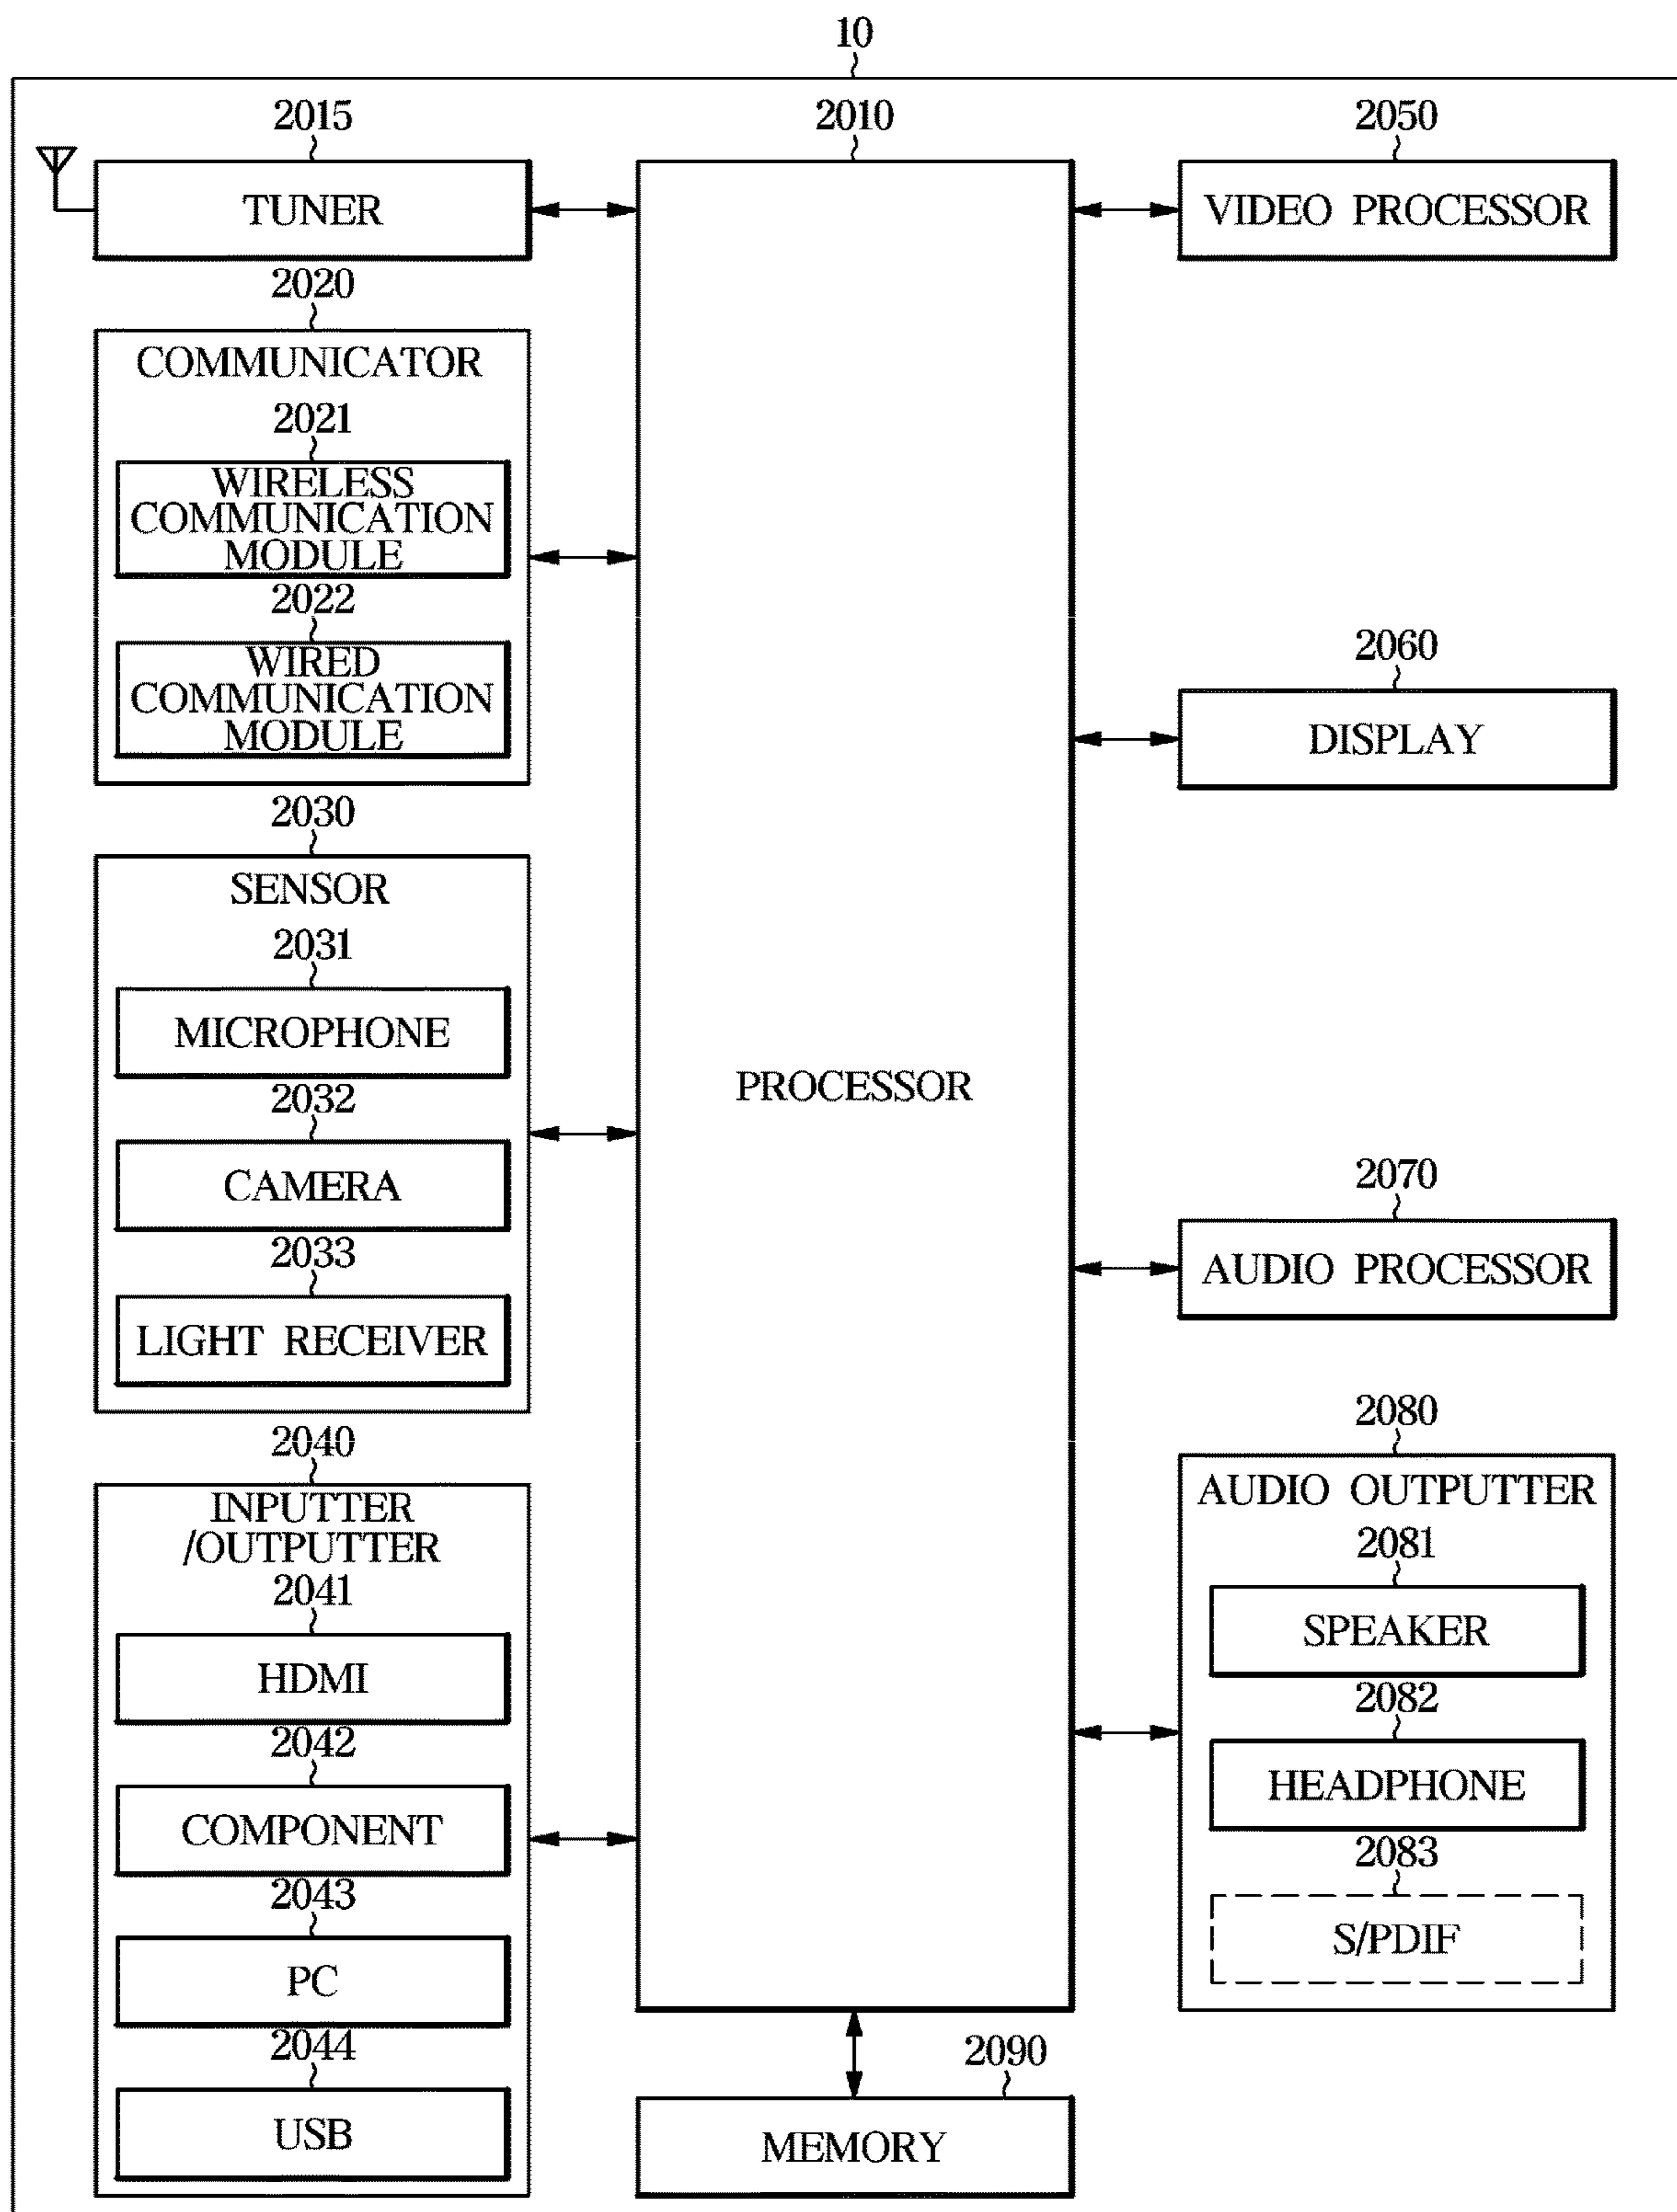 10
2015
TUNER
2020
COMMUNICATOR
2021
WIRELESS
COMMUNICATION
MODULE
2022
WIRED
COMMUNICATION
MODULE
2030
SENSOR
2031
MICROPHONE
2032
CAMERA
2033
LIGHT RECEIVER
2040
INPUTTER
/OUTPUTTER
2041
HDMI
2042
COMPONENT
2043
PC
2044
USB
2010
PROCESSOR
2090
MEMORY
2050
VIDEO PROCESSOR
2060
DISPLAY
2070
AUDIO PROCESSOR
2080
AUDIO OUTPUTTER
2081
SPEAKER
2082
HEADPHONE
2083
S/PDIF